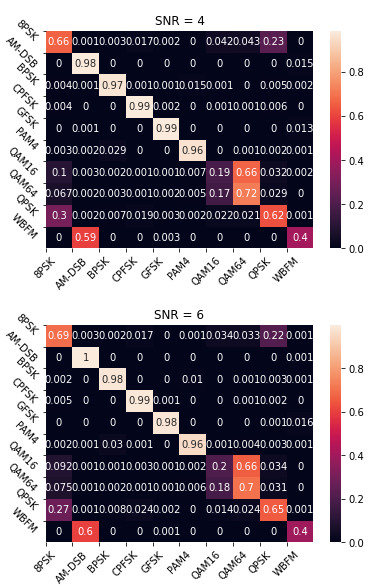 SNR = 4
8PSK 0.66 0.001 0.003 0.017 0.002 0 0.042 0.043 0.23 0
AM-DSB 0 0.98 0 0 0 0 0 0 0 0.015
BPSK 0.004 0.001 0.97 0.001 0.001 0.015 0.001 0 0.005 0.002
CPFSK 0.004 0 0 0.99 0.002 0 0.001 0.001 0.006 0
GFSK 0 0.001 0 0 0.99 0 0 0 0 0.013
PAM4 0.003 0.002 0.029 0 0 0.96 0.001 0.005 0.004 0
QAM16 0.1 0.003 0.002 0.001 0.001 0.007 0.19 0.66 0.032 0.002
QAM64 0.067 0.002 0.003 0.001 0.002 0.005 0.17 0.72 0.029 0
QPSK 0.3 0.002 0.007 0.019 0.003 0.002 0.022 0.021 0.62 0.001
WBFM 0 0.59 0 0 0.003 0 0 0 0 0.4
8PSK AM-DSB BPSK CPFSK GFSK PAM4 QAM16 QAM64 QPSK WBFM
0.8
0.6
0.4
0.2
0.0
SNR = 6
8PSK 0.69 0.003 0.002 0.017 0 0.001 0.034 0.033 0.22 0.001
AM-DSB 0 1 0 0 0 0 0 0 0 0
BPSK 0.002 0 0.98 0 0 0.01 0 0.001 0.003 0.001
CPFSK 0.005 0 0 0.99 0.001 0 0 0.001 0.002 0
GFSK 0 0 0 0 0.98 0 0 0 0.001 0.016
PAM4 0.002 0.001 0.03 0.001 0 0.96 0.001 0.004 0.003 0.001
QAM16 0.092 0.001 0.001 0.003 0.001 0.002 0.2 0.66 0.034 0
QAM64 0.075 0.001 0.001 0.003 0.001 0.006 0.18 0.7 0.031 0
QPSK 0.27 0.001 0.008 0.024 0.002 0 0.014 0.024 0.65 0.001
WBFM 0 0.6 0 0 0.001 0 0 0 0 0.4
8PSK AM-DSB BPSK CPFSK GFSK PAM4 QAM16 QAM64 QPSK WBFM
0.8
0.6
0.4
0.2
0.0